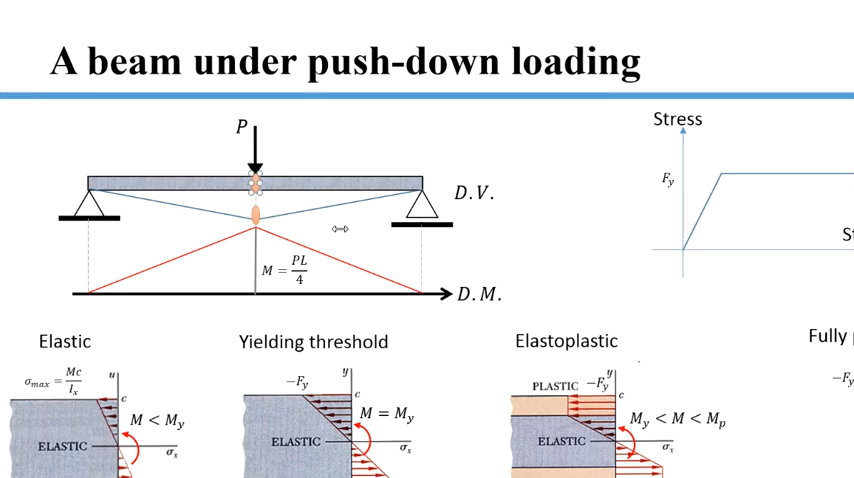 A beam under push-down loading
P
Stress
F_y
D.V.
M = PL/4
D.M.
Elastic
Yielding threshold
Elastoplastic
Fully
σ_max = Mc/I_x
c
M < M_y
ELASTIC
σ_x
y
−F_y
c
M = M_y
ELASTIC
σ_x
PLASTIC
−F_y
y
c
M_y < M < M_p
ELASTIC
σ_x
−F_y